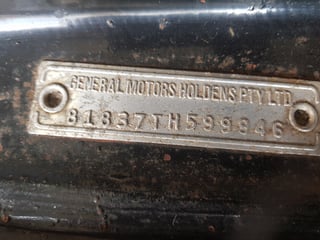 GENERAL MOTORS HOLDENS PTY LTD
81837TH599946